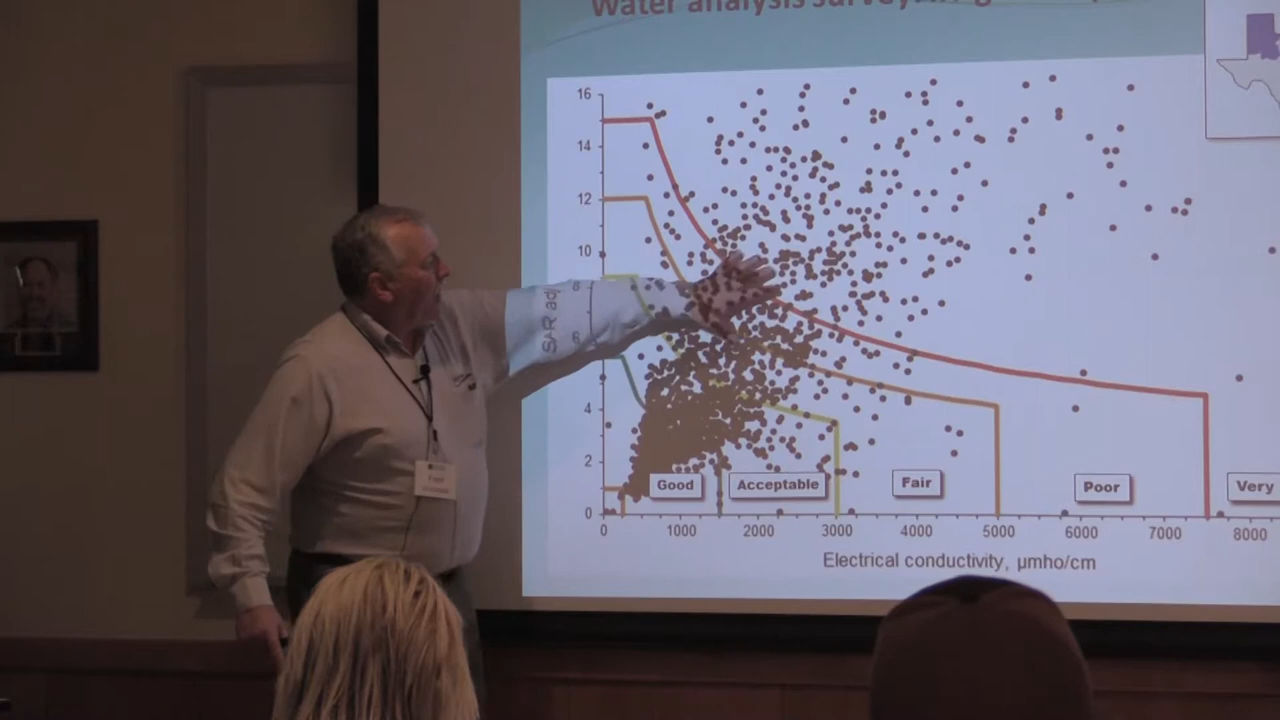 Water analysis survey
16
14
12
10
8
6
4
2
0
SAR adj
Good
Acceptable
Fair
Poor
Very
0 1000 2000 3000 4000 5000 6000 7000 8000
Electrical conductivity, µmho/cm